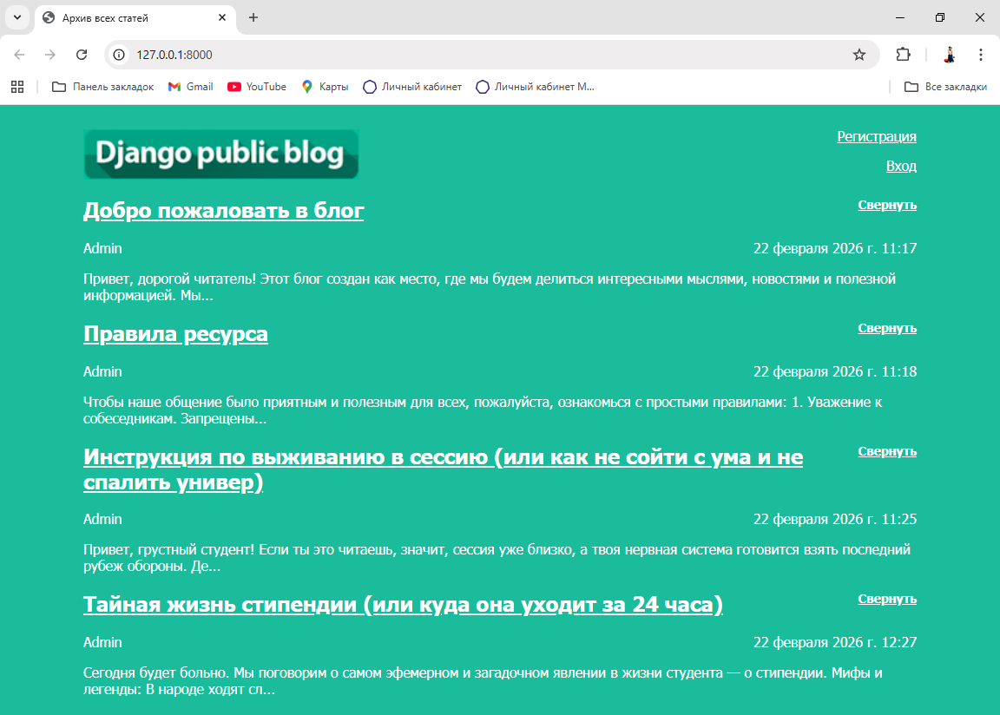 Архив всех статей
127.0.0.1:8000
Панель закладок Gmail YouTube Карты Личный кабинет Личный кабинет М... Все закладки
Django public blog
Регистрация
Вход
Добро пожаловать в блог Свернуть
Admin 22 февраля 2026 г. 11:17
Привет, дорогой читатель! Этот блог создан как место, где мы будем делиться интересными мыслями, новостями и полезной
информацией. Мы...
Правила ресурса Свернуть
Admin 22 февраля 2026 г. 11:18
Чтобы наше общение было приятным и полезным для всех, пожалуйста, ознакомься с простыми правилами: 1. Уважение к
собеседникам. Запрещены...
Инструкция по выживанию в сессию (или как не сойти с ума и не Свернуть
спалить универ)
Admin 22 февраля 2026 г. 11:25
Привет, грустный студент! Если ты это читаешь, значит, сессия уже близко, а твоя нервная система готовится взять последний
рубеж обороны. Де...
Тайная жизнь стипендии (или куда она уходит за 24 часа) Свернуть
Admin 22 февраля 2026 г. 12:27
Сегодня будет больно. Мы поговорим о самом эфемерном и загадочном явлении в жизни студента — о стипендии. Мифы и
легенды: В народе ходят сл...